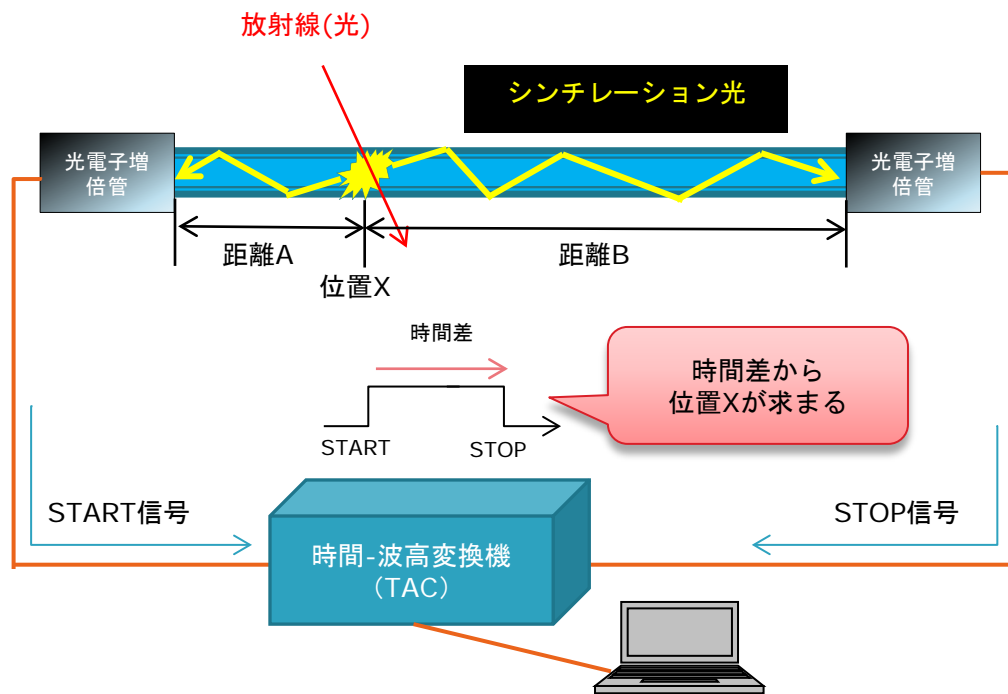 放射線(光)
シンチレーション光
光電子増
倍管
光電子増
倍管
距離A
距離B
位置X
時間差
時間差から
位置Xが求まる
START
STOP
START信号
STOP信号
時間-波高変換機
（TAC）